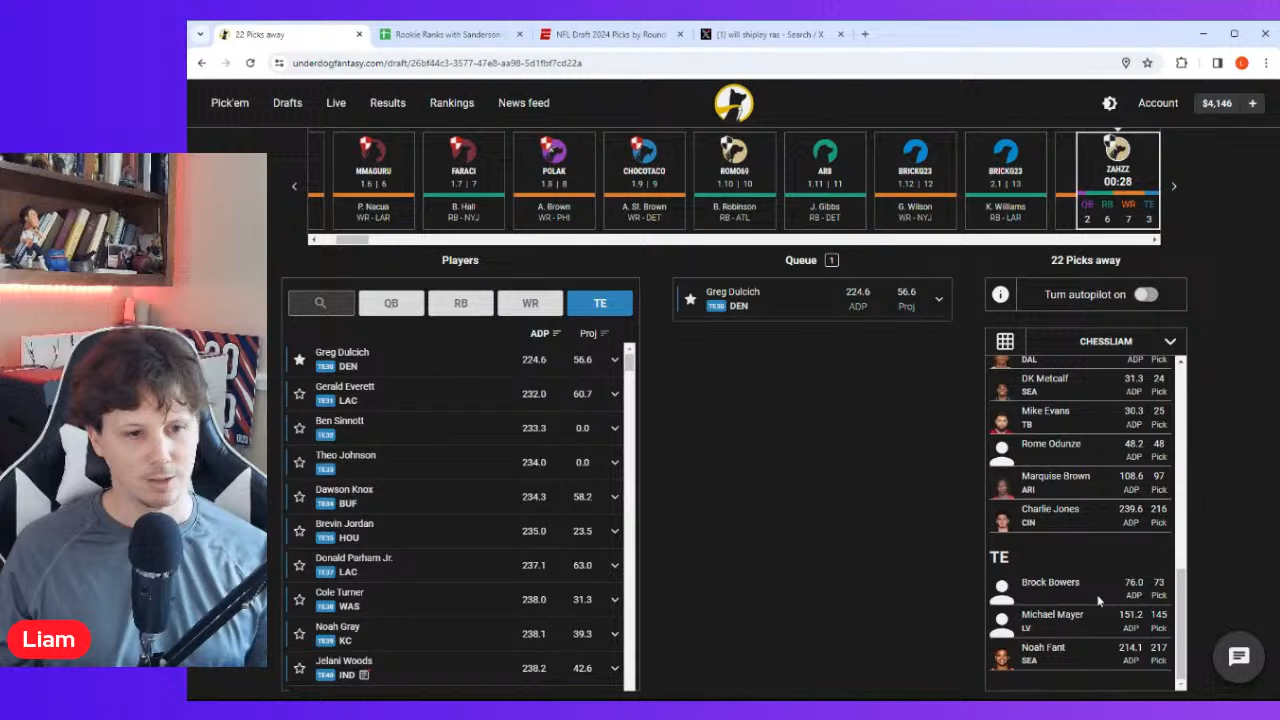 22 Picks away
Rookie Ranks with Sanderson
NFL Draft 2024 Picks by Round
(1) will shipley ras - Search / X
underdogfantasy.com/draft/26bf44c3-3577-47e8-aa98-5d1fbf7cd22a
Pick'em Drafts Live Results Rankings News feed
Account $4,146 +
MMAGURU
1.6 | 6
P. Nacua
WR - LAR
FARACI
1.7 | 7
B. Hall
RB - NYJ
POLAK
1.8 | 8
A. Brown
WR - PHI
CHOCOTACO
1.9 | 9
A. St. Brown
WR - DET
ROMO69
1.10 | 10
B. Robinson
RB - ATL
1.11 | 11
J. Gibbs
RB - DET
BRICKG23
1.12 | 12
G. Wilson
WR - NYJ
BRICKG23
2.1 | 13
K. Williams
RB - LAR
ZAHZZ
00:28
QB RB WR TE
2 6 7 3
Players
QB RB WR TE
ADP Proj
Greg Dulcich 224.6 56.6
TE30 DEN
Gerald Everett 232.0 60.7
TE31 LAC
Ben Sinnott 233.3 0.0
TE32
Theo Johnson 234.0 0.0
TE33
Dawson Knox 234.3 58.2
TE34 BUF
Brevin Jordan 235.0 23.5
TE35 HOU
Donald Parham Jr. 237.1 63.0
TE37 LAC
Cole Turner 238.0 31.3
TE38 WAS
Noah Gray 238.1 39.3
TE39 KC
Jelani Woods 238.2 42.6
TE40 IND
Queue 1
Greg Dulcich 224.6 56.6
TE30 DEN ADP Proj
22 Picks away
Turn autopilot on
CHESSLIAM
DAL ADP Pick
DK Metcalf 31.3 24
SEA ADP Pick
Mike Evans 30.3 25
TB ADP Pick
Rome Odunze 48.2 48
ADP Pick
Marquise Brown 108.6 97
ARI ADP Pick
Charlie Jones 239.6 216
CIN ADP Pick
TE
Brock Bowers 76.0 73
ADP Pick
Michael Mayer 151.2 145
LV ADP Pick
Noah Fant 214.1 217
SEA ADP Pick
Liam